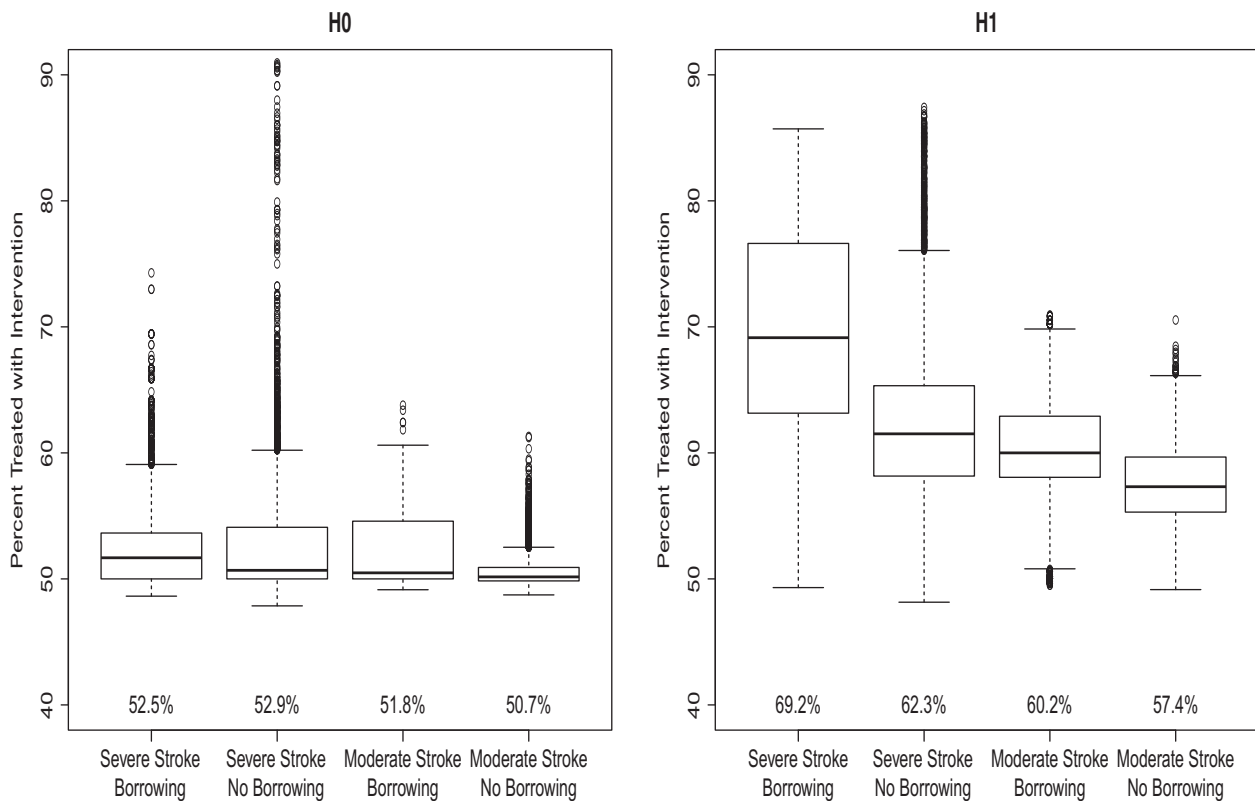 H0
Percent Treated with Intervention
90
80
70
60
50
40
52.5%
52.9%
51.8%
50.7%
Severe Stroke
Borrowing
Severe Stroke
No Borrowing
Moderate Stroke
Borrowing
Moderate Stroke
No Borrowing
H1
Percent Treated with Intervention
90
80
70
60
50
40
69.2%
62.3%
60.2%
57.4%
Severe Stroke
Borrowing
Severe Stroke
No Borrowing
Moderate Stroke
Borrowing
Moderate Stroke
No Borrowing